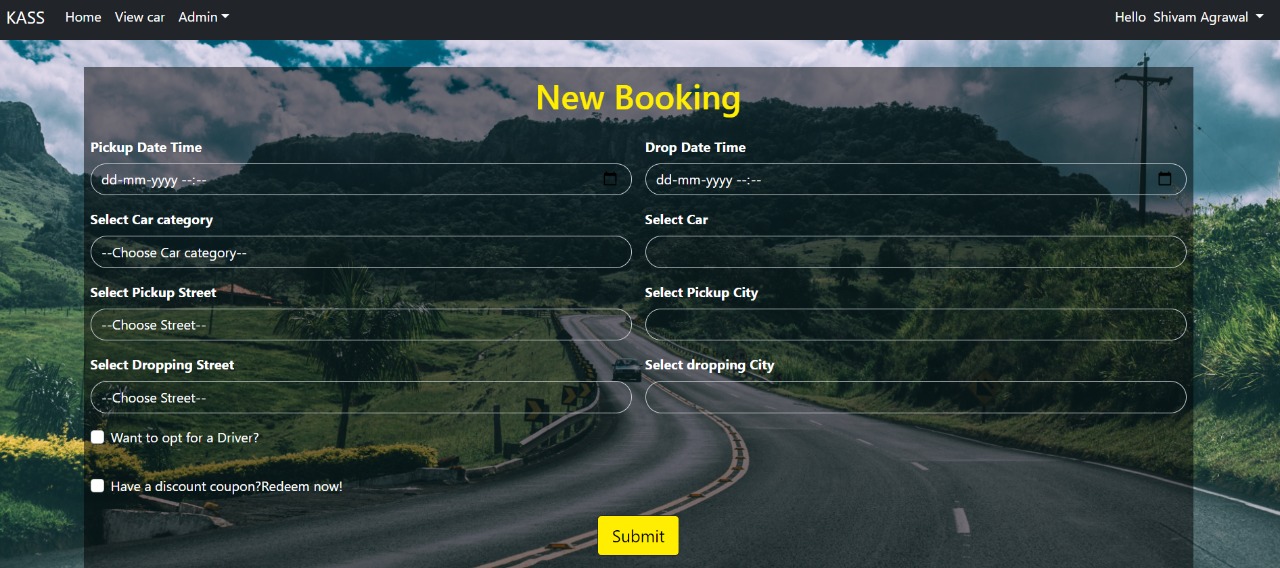 KASS Home View car Admin Hello Shivam Agrawal
New Booking
Pickup Date Time Drop Date Time
dd-mm-yyyy --:-- dd-mm-yyyy --:--
Select Car category Select Car
--Choose Car category--
Select Pickup Street Select Pickup City
--Choose Street--
Select Dropping Street Select dropping City
--Choose Street--
Want to opt for a Driver?
Have a discount coupon?Redeem now!
Submit